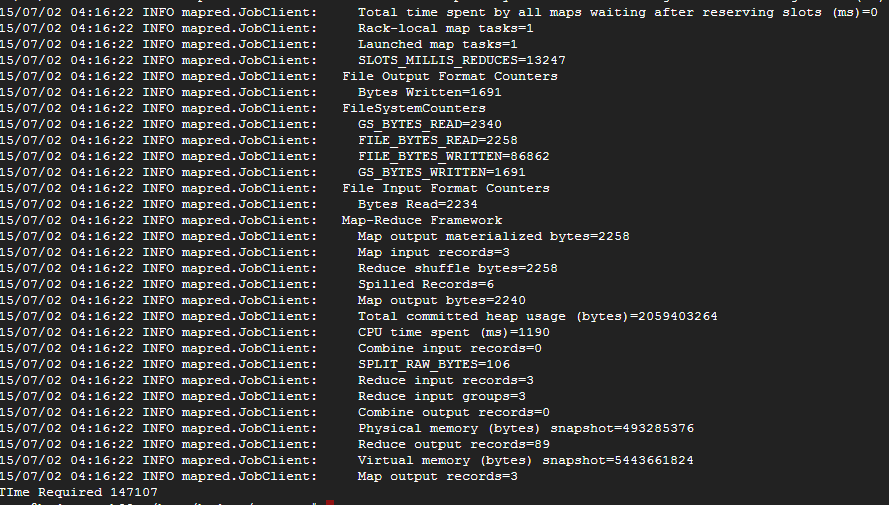 15/07/02 04:16:22 INFO mapred.JobClient:     Total time spent by all maps waiting after reserving slots (ms)=0
15/07/02 04:16:22 INFO mapred.JobClient:     Rack-local map tasks=1
15/07/02 04:16:22 INFO mapred.JobClient:     Launched map tasks=1
15/07/02 04:16:22 INFO mapred.JobClient:     SLOTS_MILLIS_REDUCES=13247
15/07/02 04:16:22 INFO mapred.JobClient:   File Output Format Counters
15/07/02 04:16:22 INFO mapred.JobClient:     Bytes Written=1691
15/07/02 04:16:22 INFO mapred.JobClient:   FileSystemCounters
15/07/02 04:16:22 INFO mapred.JobClient:     GS_BYTES_READ=2340
15/07/02 04:16:22 INFO mapred.JobClient:     FILE_BYTES_READ=2258
15/07/02 04:16:22 INFO mapred.JobClient:     FILE_BYTES_WRITTEN=86862
15/07/02 04:16:22 INFO mapred.JobClient:     GS_BYTES_WRITTEN=1691
15/07/02 04:16:22 INFO mapred.JobClient:   File Input Format Counters
15/07/02 04:16:22 INFO mapred.JobClient:     Bytes Read=2234
15/07/02 04:16:22 INFO mapred.JobClient:   Map-Reduce Framework
15/07/02 04:16:22 INFO mapred.JobClient:     Map output materialized bytes=2258
15/07/02 04:16:22 INFO mapred.JobClient:     Map input records=3
15/07/02 04:16:22 INFO mapred.JobClient:     Reduce shuffle bytes=2258
15/07/02 04:16:22 INFO mapred.JobClient:     Spilled Records=6
15/07/02 04:16:22 INFO mapred.JobClient:     Map output bytes=2240
15/07/02 04:16:22 INFO mapred.JobClient:     Total committed heap usage (bytes)=2059403264
15/07/02 04:16:22 INFO mapred.JobClient:     CPU time spent (ms)=1190
15/07/02 04:16:22 INFO mapred.JobClient:     Combine input records=0
15/07/02 04:16:22 INFO mapred.JobClient:     SPLIT_RAW_BYTES=106
15/07/02 04:16:22 INFO mapred.JobClient:     Reduce input records=3
15/07/02 04:16:22 INFO mapred.JobClient:     Reduce input groups=3
15/07/02 04:16:22 INFO mapred.JobClient:     Combine output records=0
15/07/02 04:16:22 INFO mapred.JobClient:     Physical memory (bytes) snapshot=493285376
15/07/02 04:16:22 INFO mapred.JobClient:     Reduce output records=89
15/07/02 04:16:22 INFO mapred.JobClient:     Virtual memory (bytes) snapshot=5443661824
15/07/02 04:16:22 INFO mapred.JobClient:     Map output records=3
TIme Required 147107